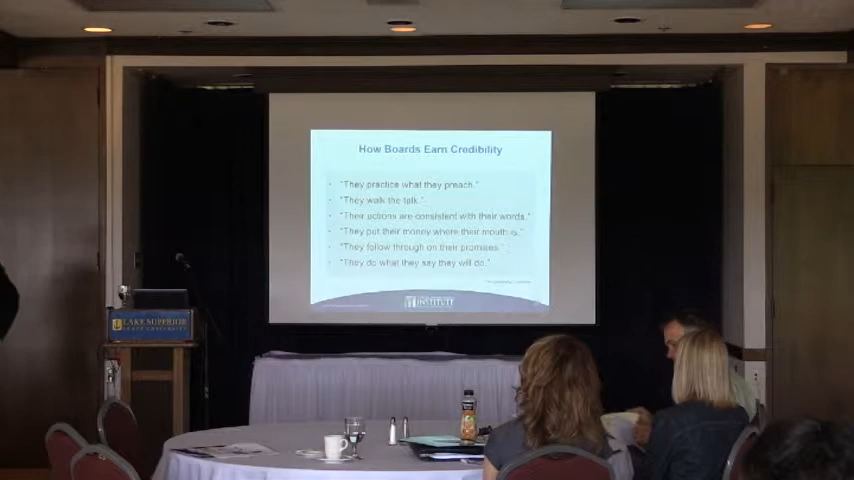 How Boards Earn Credibility
· "They practice what they preach."
· "They walk the talk."
· "Their actions are consistent with their words."
· "They put their money where their mouth is."
· "They follow through on their promises."
· "They do what they say they will do."
INSTITUTE
LAKE SUPERIOR
STATE UNIVERSITY